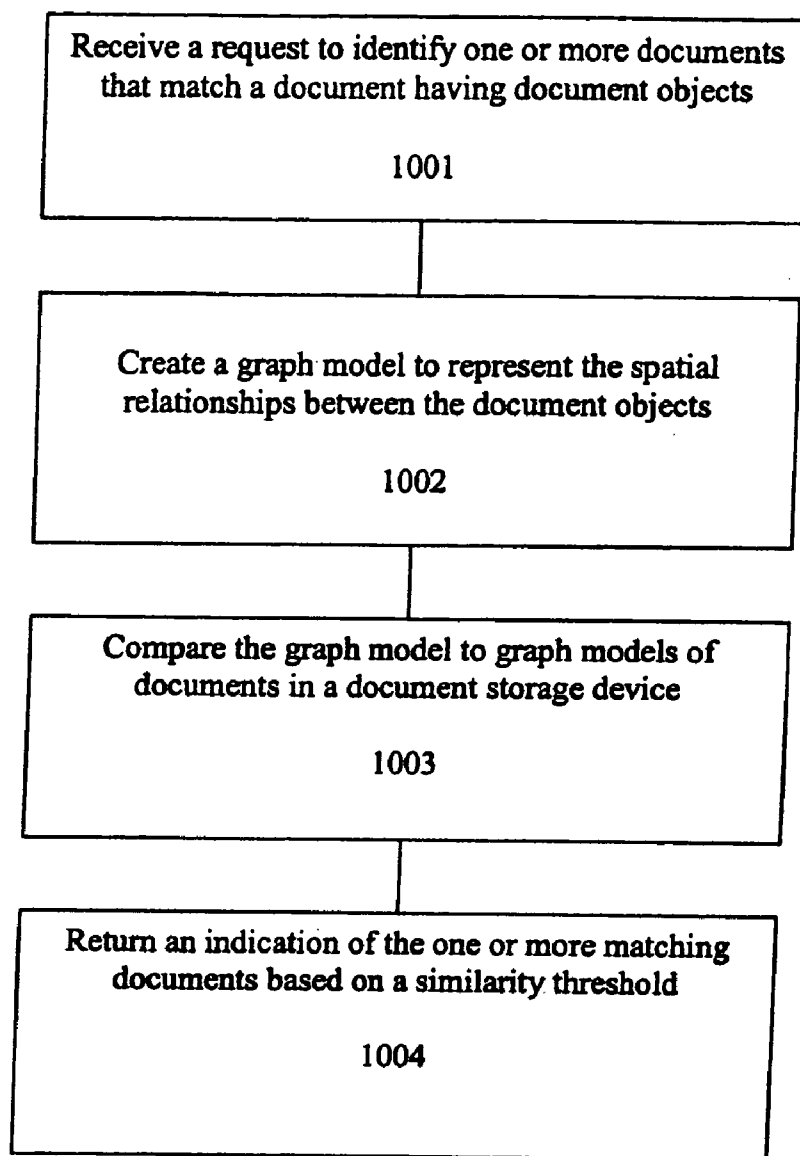 Receive a request to identify one or more documents
that match a document having document objects
1001
Create a graph model to represent the spatial
relationships between the document objects
1002
Compare the graph model to graph models of
documents in a document storage device
1003
Return an indication of the one or more matching
documents based on a similarity threshold
1004